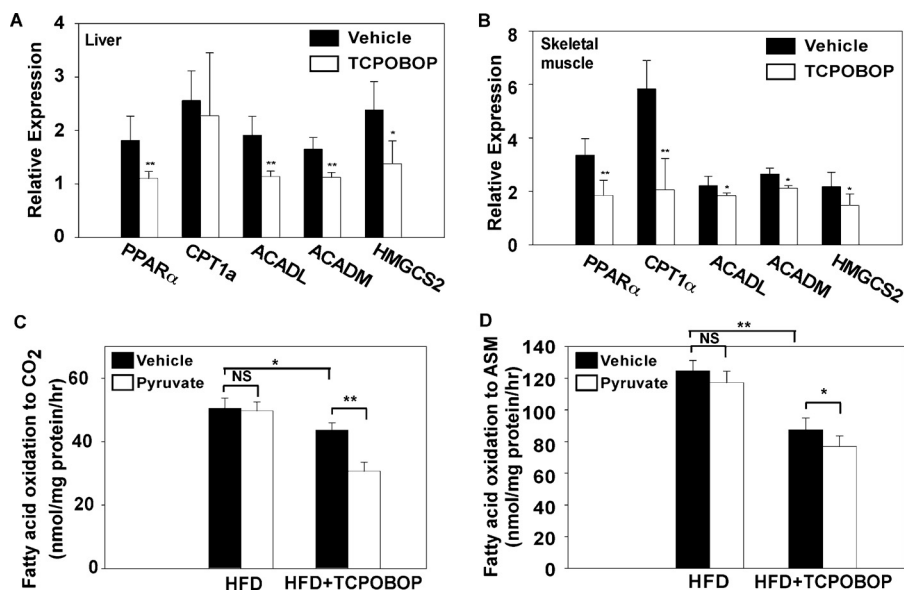 A
Liver
Vehicle
TCPOBOP
Relative Expression
4
3
2
1
0
**
**
**
*
PPARα
CPT1a
ACADL
ACADM
HMGCS2
B
Skeletal
muscle
Vehicle
TCPOBOP
Relative Expression
8
6
4
2
0
**
**
*
*
*
PPARα
CPT1α
ACADL
ACADM
HMGCS2
C
Vehicle
Pyruvate
Fatty acid oxidation to CO2
(nmol/mg protein/hr)
60
40
20
0
NS
*
**
HFD
HFD+TCPOBOP
D
Vehicle
Pyruvate
Fatty acid oxidation to ASM
(nmol/mg protein/hr)
140
120
100
80
60
40
20
0
**
NS
*
HFD
HFD+TCPOBOP